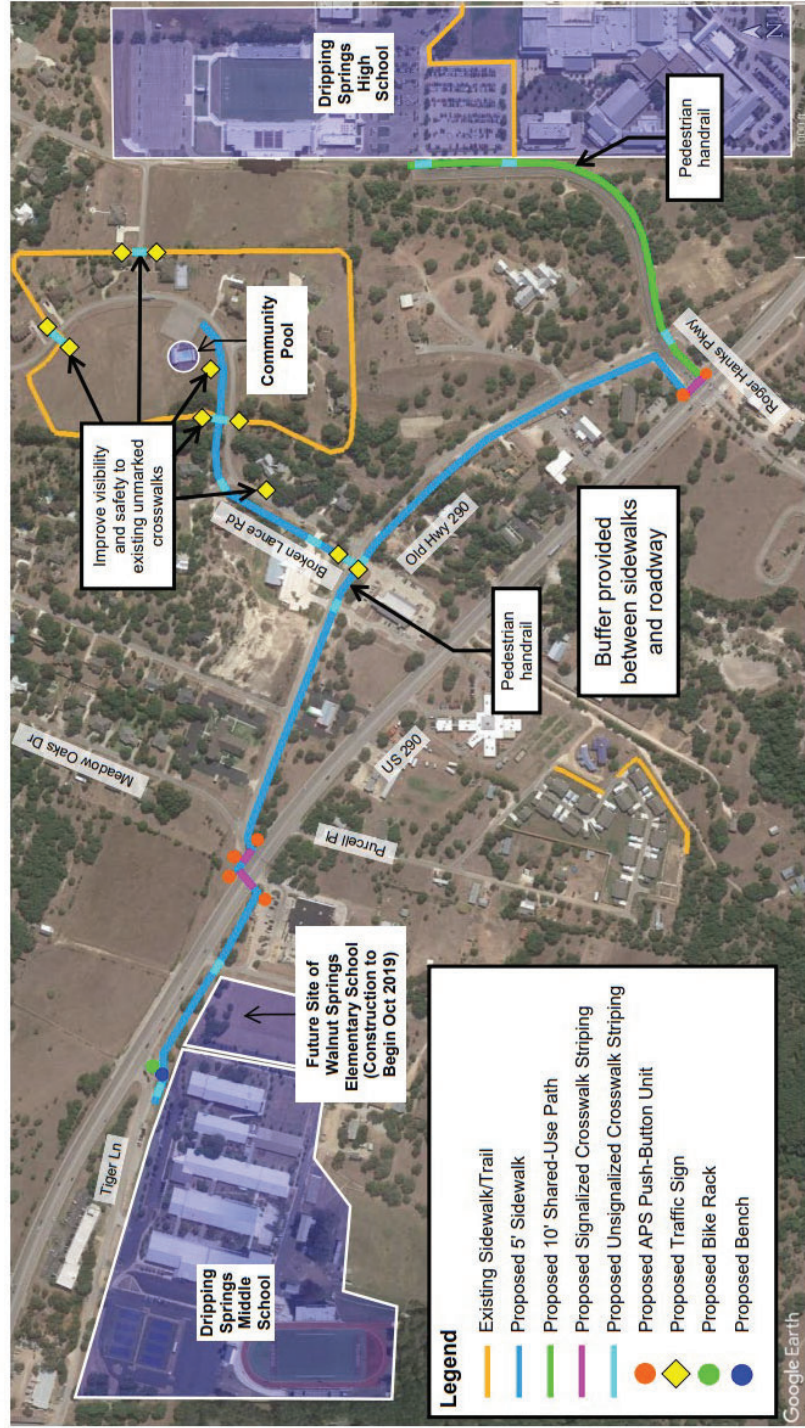 Dripping
Springs
High
School
Pedestrian
handrail
N
Improve visibility
and safety to
existing unmarked
crosswalks
Community
Pool
Broken Lance Rd
Old Hwy 290
Roger Hanks Pkwy
Pedestrian
handrail
Buffer provided
between sidewalks
and roadway
Meadow Oaks Dr
US 290
Purcell Pl
Future Site of
Walnut Springs
Elementary School
(Construction to
Begin Oct 2019)
Tiger Ln
Dripping
Springs
Middle
School
Legend
Existing Sidewalk/Trail
Proposed 5' Sidewalk
Proposed 10' Shared-Use Path
Proposed Signalized Crosswalk Striping
Proposed Unsignalized Crosswalk Striping
Proposed APS Push-Button Unit
Proposed Traffic Sign
Proposed Bike Rack
Proposed Bench
Google Earth